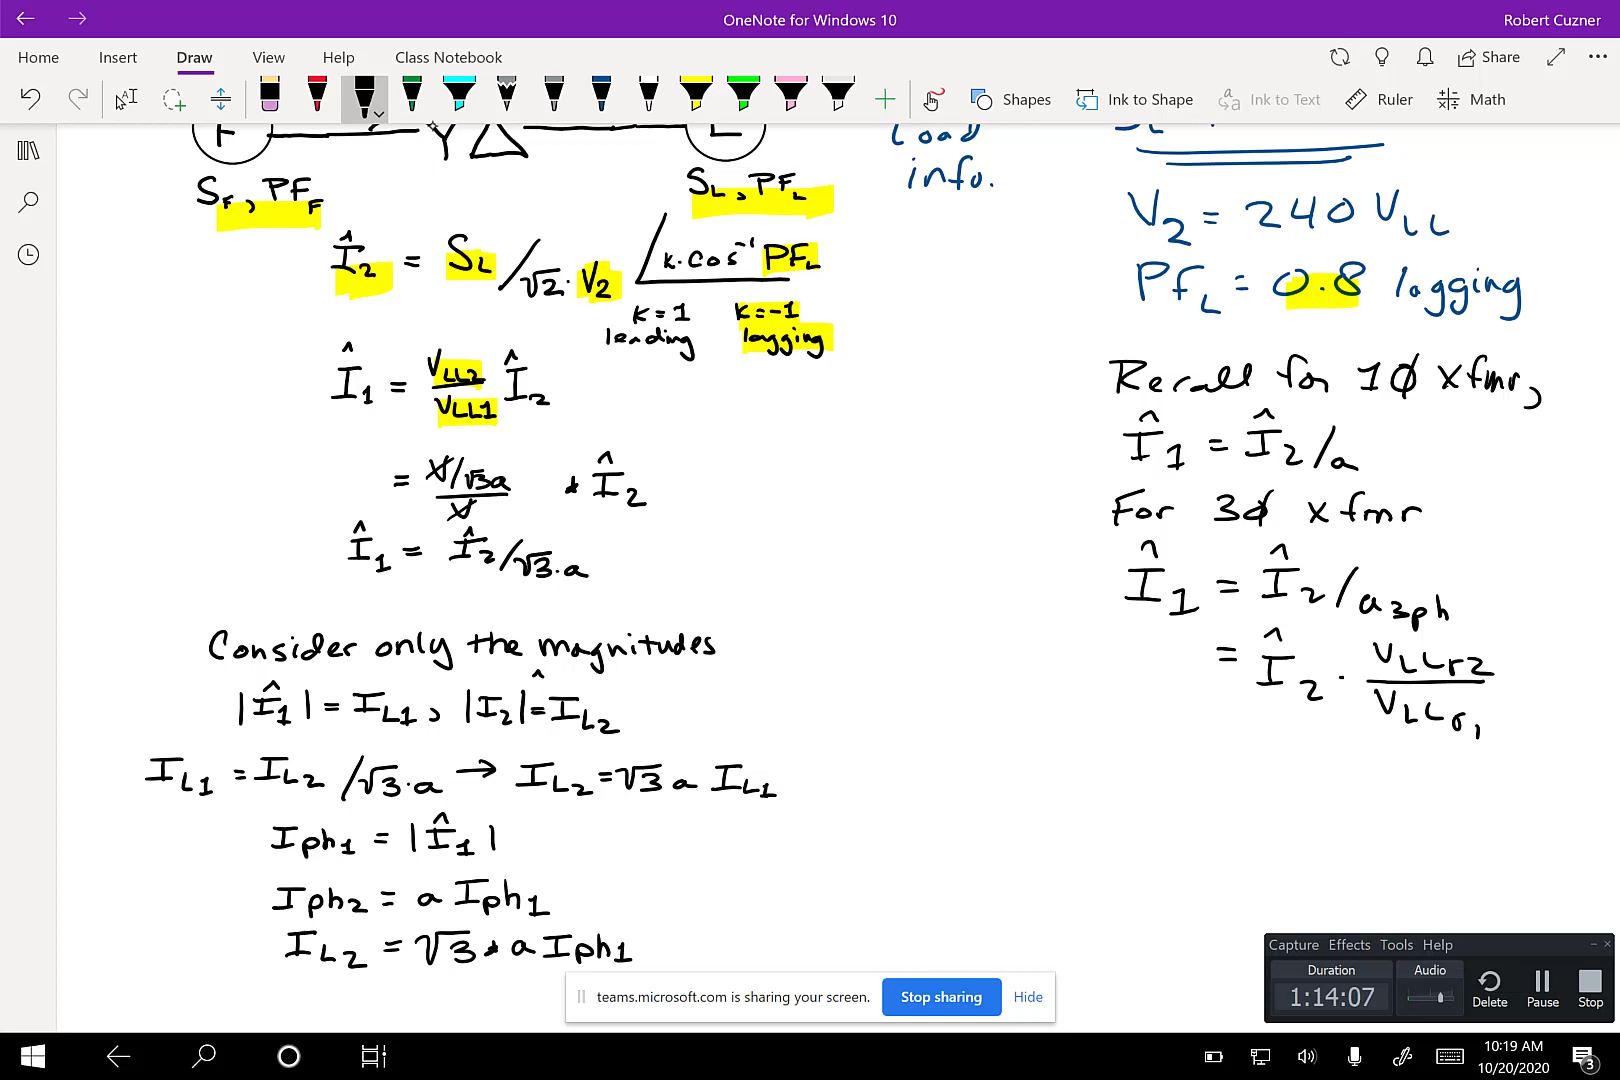 OneNote for Windows 10
Robert Cuzner
Home Insert Draw View Help Class Notebook
Share
Shapes Ink to Shape Ink to Text Ruler Math
F Y △ L
S_F, PF_F
S_L, PF_L
Load
info.
Î_2 = S_L / √2 · V_2 ∠ k · cos⁻¹ PF_L
k = 1 k = -1
leading lagging
Î_1 = V_LL2 / V_LL1 Î_2
= V/√3a / V * Î_2
Î_1 = Î_2 / √3 · a
Consider only the magnitudes
|Î_1| = I_L1, |Î_2| = I_L2
I_L1 = I_L2 / √3 · a → I_L2 = √3 a I_L1
Iph_1 = |Î_1|
Iph_2 = a Iph_1
I_L2 = √3 * a Iph_1
V_2 = 240 V_LL
Pf_L = 0.8 lagging
Recall for 1φ xfmr,
Î_1 = Î_2 / a
For 3φ xfmr
Î_1 = Î_2 / a_3ph
= Î_2 · V_LLr2 / V_LLr1
teams.microsoft.com is sharing your screen. Stop sharing Hide
Capture Effects Tools Help
Duration Audio
1:14:07
Delete Pause Stop
10:19 AM
10/20/2020
3